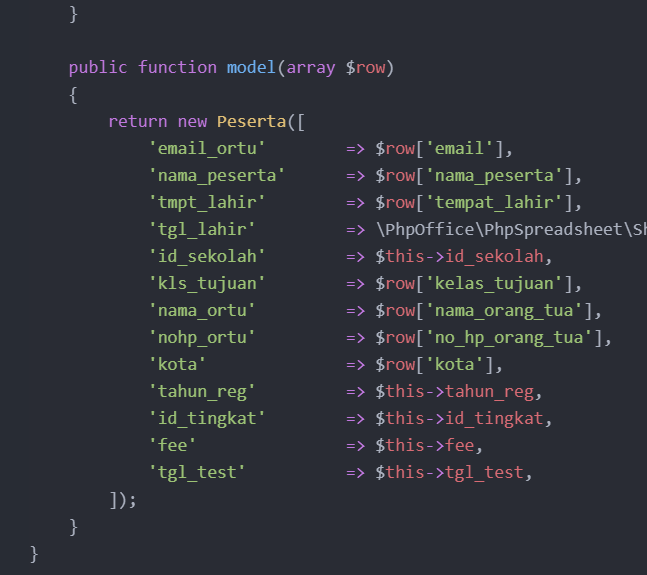 }
public function model(array $row)
{
return new Peserta([
'email_ortu' => $row['email'],
'nama_peserta' => $row['nama_peserta'],
'tmpt_lahir' => $row['tempat_lahir'],
'tgl_lahir' => \PhpOffice\PhpSpreadsheet\Sh
'id_sekolah' => $this->id_sekolah,
'kls_tujuan' => $row['kelas_tujuan'],
'nama_ortu' => $row['nama_orang_tua'],
'nohp_ortu' => $row['no_hp_orang_tua'],
'kota' => $row['kota'],
'tahun_reg' => $this->tahun_reg,
'id_tingkat' => $this->id_tingkat,
'fee' => $this->fee,
'tgl_test' => $this->tgl_test,
]);
}
}